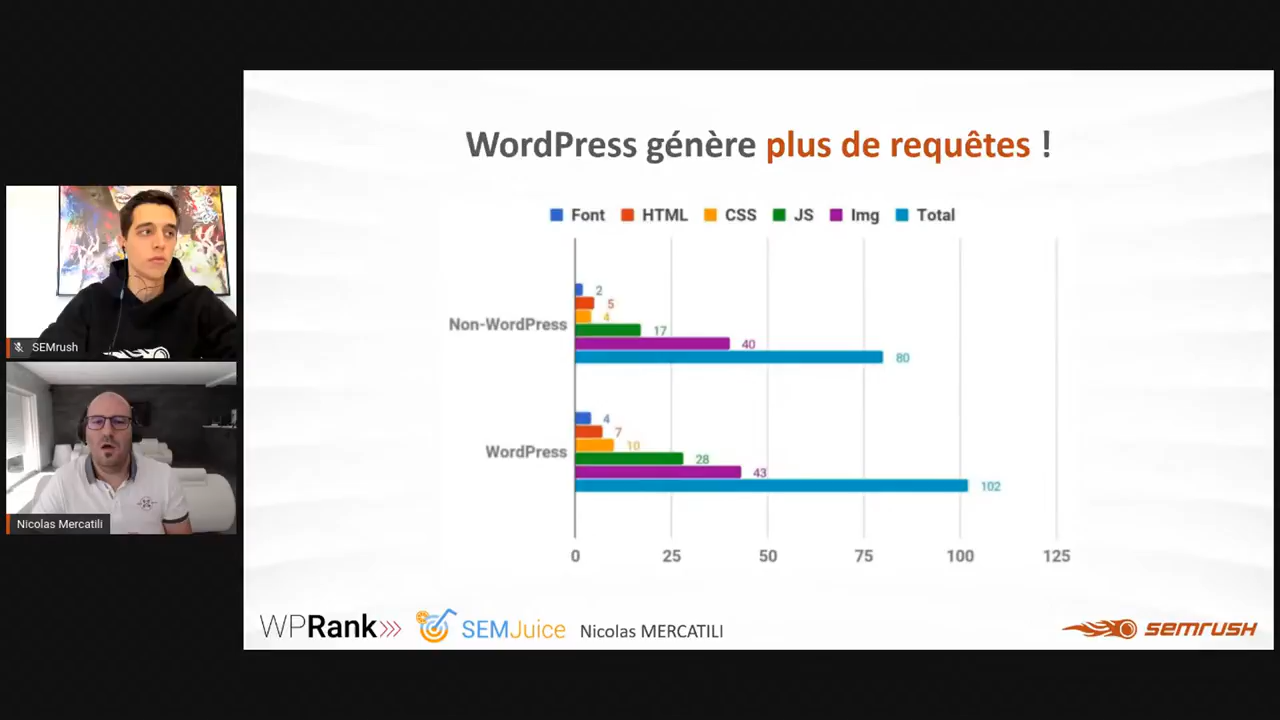 WordPress génère plus de requêtes !
Font HTML CSS JS Img Total
Non-WordPress
2
5
4
17
40
80
WordPress
4
7
10
28
43
102
0 25 50 75 100 125
SEMrush
Nicolas Mercatili
WPRank
SEMJuice
Nicolas MERCATILI
semrush